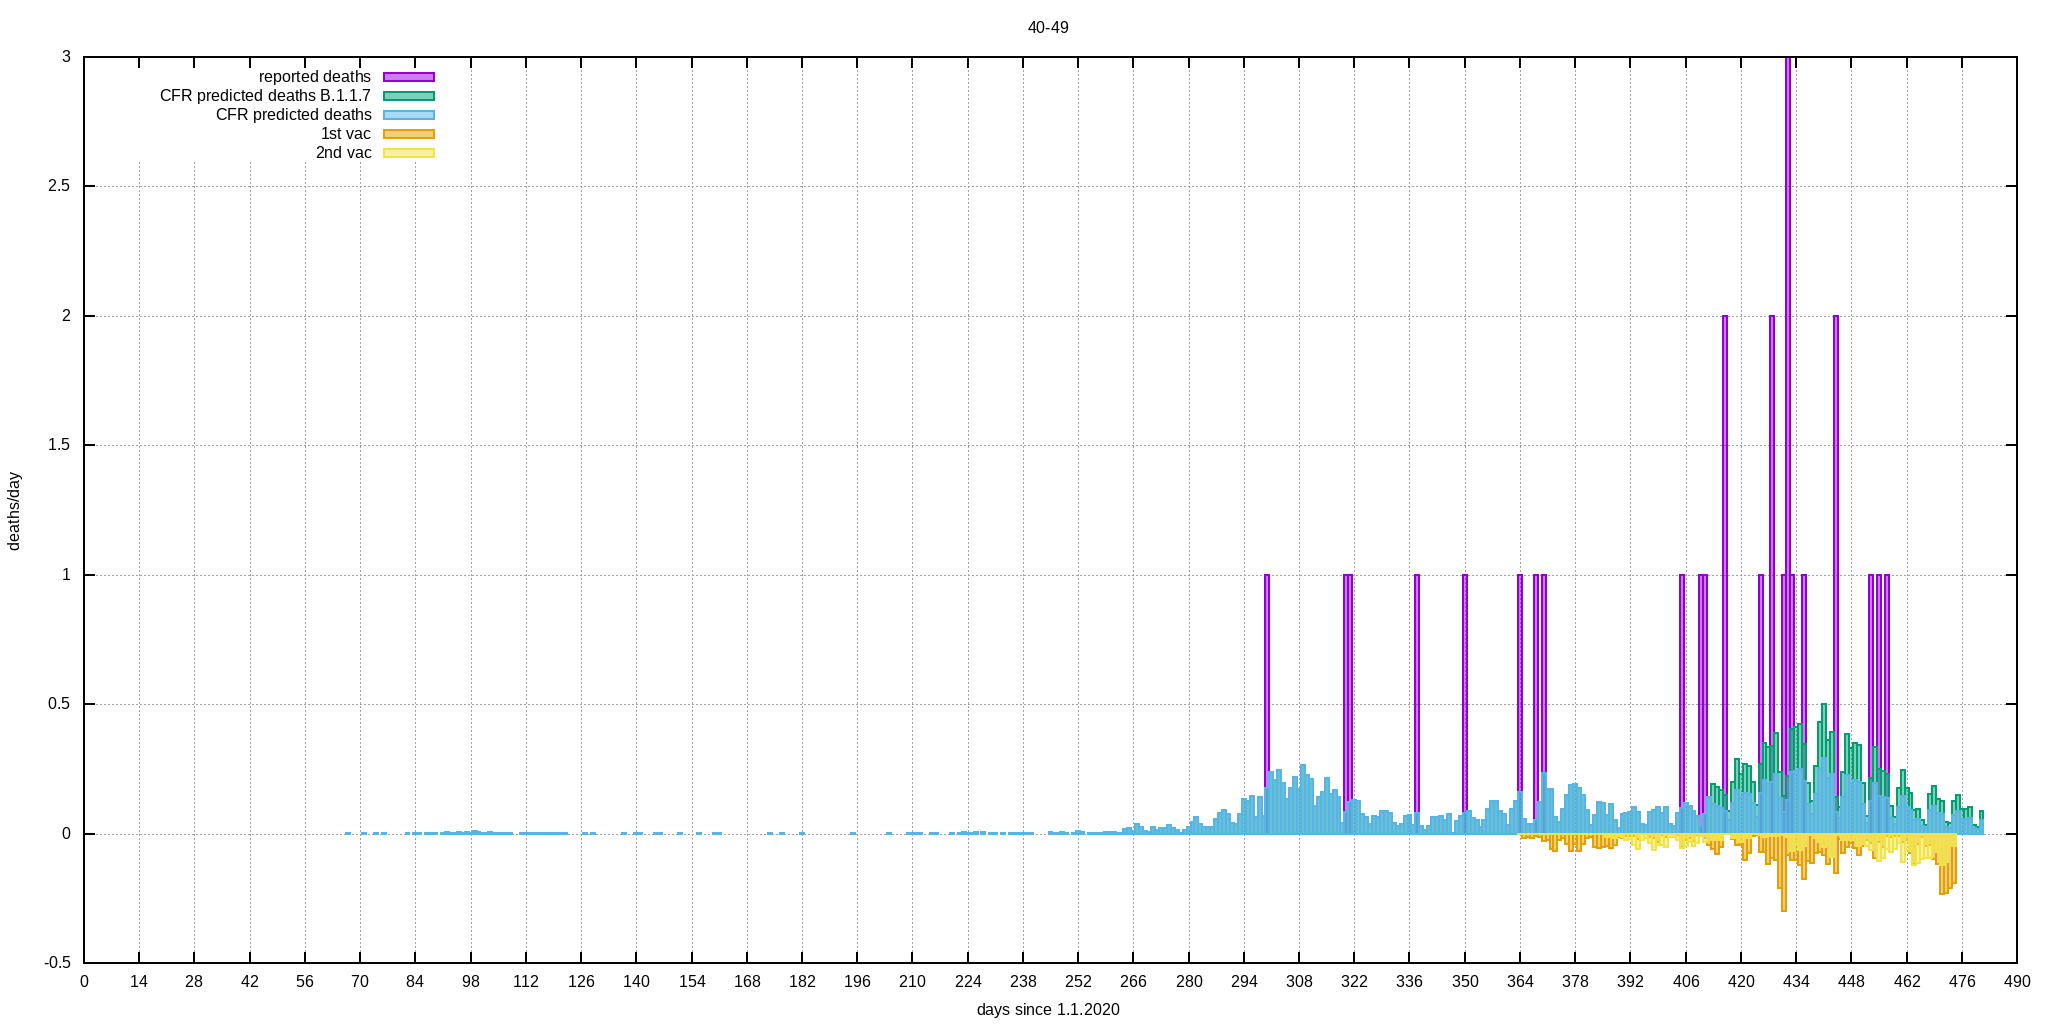 40-49
reported deaths
CFR predicted deaths B.1.1.7
CFR predicted deaths
1st vac
2nd vac
3
2.5
2
1.5
1
0.5
0
-0.5
deaths/day
0 14 28 42 56 70 84 98 112 126 140 154 168 182 196 210 224 238 252 266 280 294 308 322 336 350 364 378 392 406 420 434 448 462 476 490
days since 1.1.2020